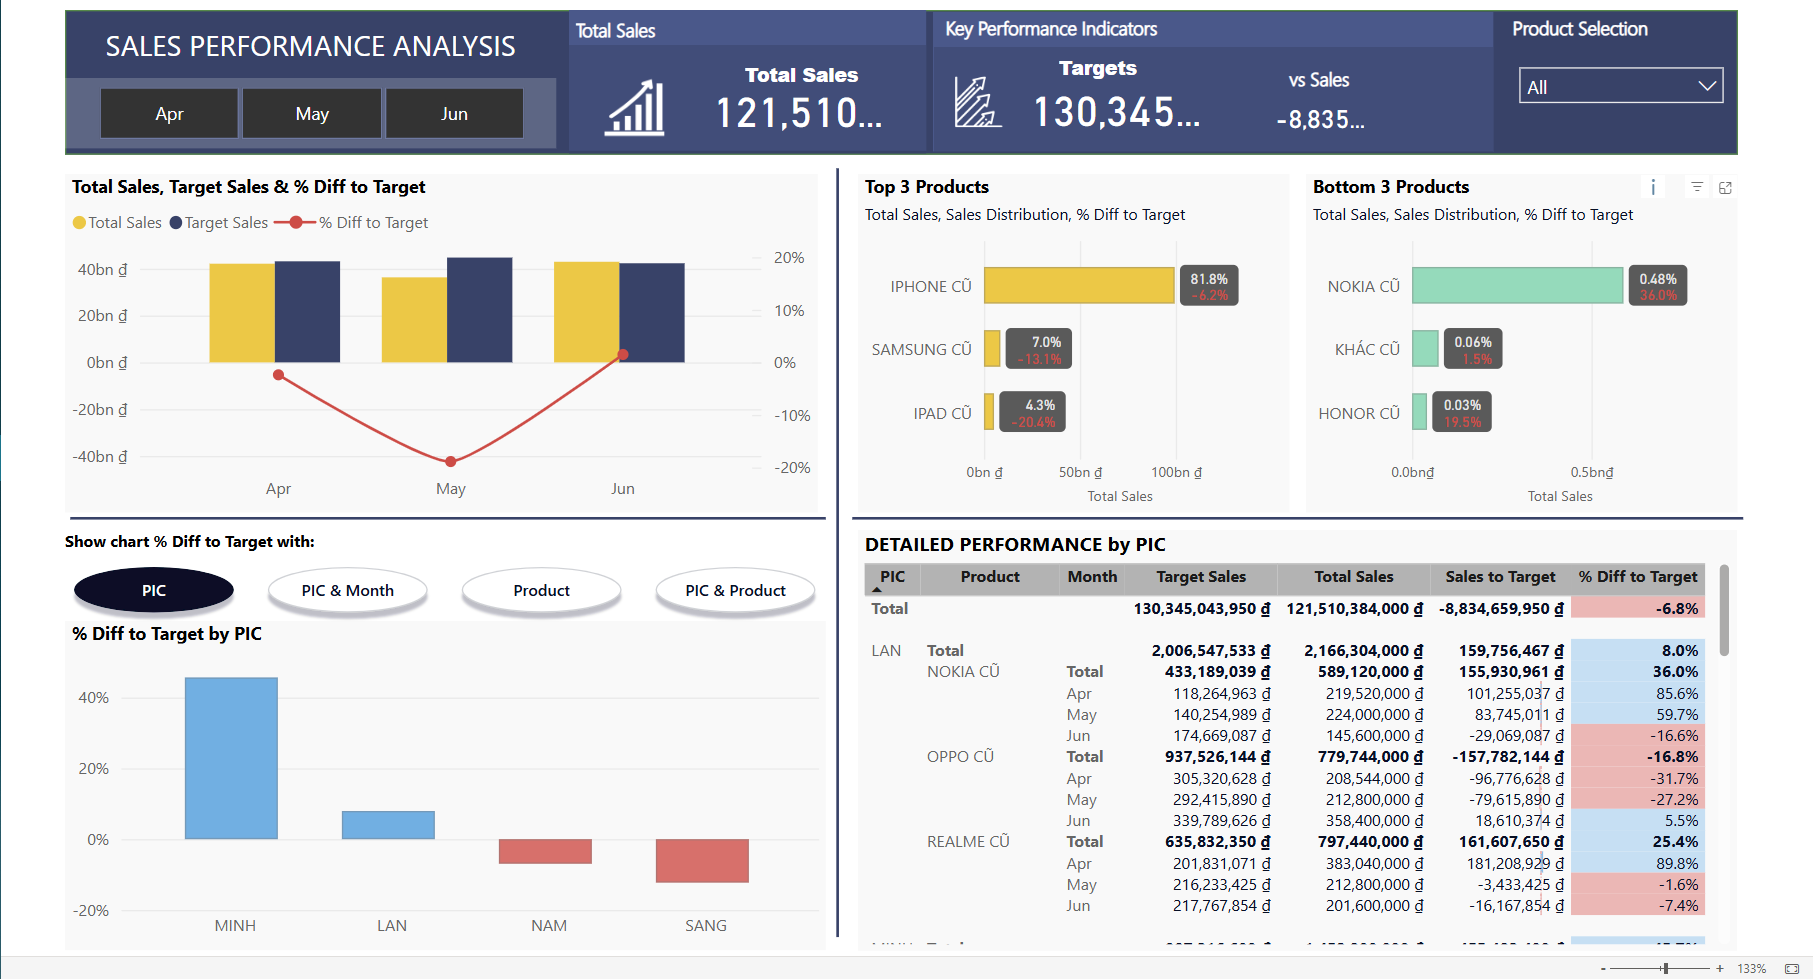 SALES PERFORMANCE ANALYSIS
Apr
May
Jun
Total Sales
Total Sales
121,510...
Key Performance Indicators
Targets
130,345...
vs Sales
-8,835...
Product Selection
All
Total Sales, Target Sales & % Diff to Target
Total Sales Target Sales % Diff to Target
40bn ₫
20bn ₫
0bn ₫
-20bn ₫
-40bn ₫
20%
10%
0%
-10%
-20%
Apr May Jun
Top 3 Products
Total Sales, Sales Distribution, % Diff to Target
IPHONE CŨ
81.8%
-6.2%
SAMSUNG CŨ
7.0%
-13.1%
IPAD CŨ
4.3%
-20.4%
0bn ₫ 50bn ₫ 100bn ₫
Total Sales
Bottom 3 Products
Total Sales, Sales Distribution, % Diff to Target
NOKIA CŨ
0.48%
36.0%
KHÁC CŨ
0.06%
1.5%
HONOR CŨ
0.03%
19.5%
0.0bn₫ 0.5bn₫
Total Sales
Show chart % Diff to Target with:
PIC
PIC & Month
Product
PIC & Product
% Diff to Target by PIC
40%
20%
0%
-20%
MINH LAN NAM SANG
DETAILED PERFORMANCE by PIC
PIC Product Month Target Sales Total Sales Sales to Target % Diff to Target
Total 130,345,043,950 ₫ 121,510,384,000 ₫ -8,834,659,950 ₫ -6.8%
LAN Total 2,006,547,533 ₫ 2,166,304,000 ₫ 159,756,467 ₫ 8.0%
NOKIA CŨ Total 433,189,039 ₫ 589,120,000 ₫ 155,930,961 ₫ 36.0%
Apr 118,264,963 ₫ 219,520,000 ₫ 101,255,037 ₫ 85.6%
May 140,254,989 ₫ 224,000,000 ₫ 83,745,011 ₫ 59.7%
Jun 174,669,087 ₫ 145,600,000 ₫ -29,069,087 ₫ -16.6%
OPPO CŨ Total 937,526,144 ₫ 779,744,000 ₫ -157,782,144 ₫ -16.8%
Apr 305,320,628 ₫ 208,544,000 ₫ -96,776,628 ₫ -31.7%
May 292,415,890 ₫ 212,800,000 ₫ -79,615,890 ₫ -27.2%
Jun 339,789,626 ₫ 358,400,000 ₫ 18,610,374 ₫ 5.5%
REALME CŨ Total 635,832,350 ₫ 797,440,000 ₫ 161,607,650 ₫ 25.4%
Apr 201,831,071 ₫ 383,040,000 ₫ 181,208,929 ₫ 89.8%
May 216,233,425 ₫ 212,800,000 ₫ -3,433,425 ₫ -1.6%
Jun 217,767,854 ₫ 201,600,000 ₫ -16,167,854 ₫ -7.4%
- + 133%